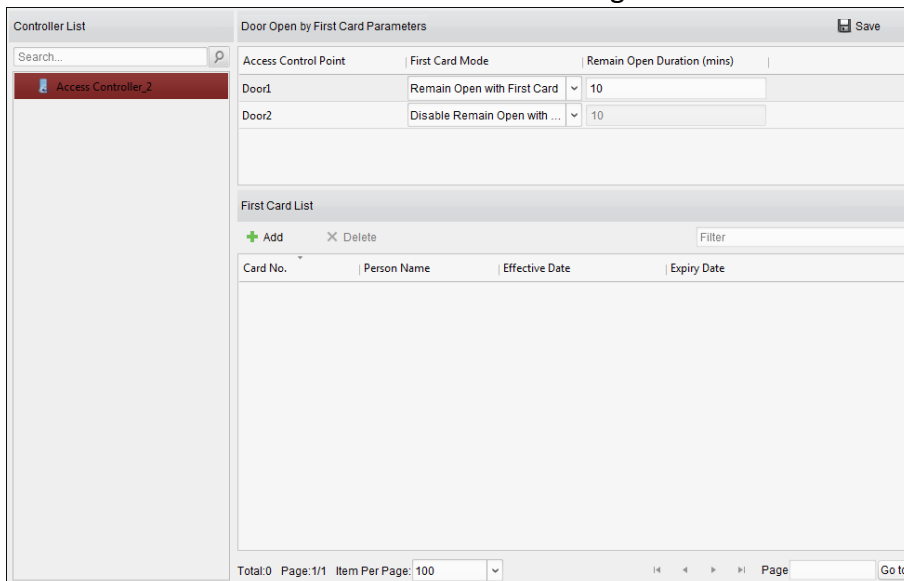 Controller List
Search...
Access Controller_2
Door Open by First Card Parameters
Save
Access Control Point First Card Mode Remain Open Duration (mins)
Door1 Remain Open with First Card 10
Door2 Disable Remain Open with ... 10
First Card List
Add Delete Filter
Card No. Person Name Effective Date Expiry Date
Total:0 Page:1/1 Item Per Page: 100 Page Go to